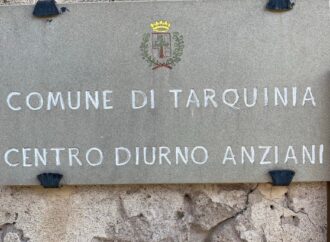 COMUNE DI TARQUINIA
CENTRO DIURNO ANZIANI